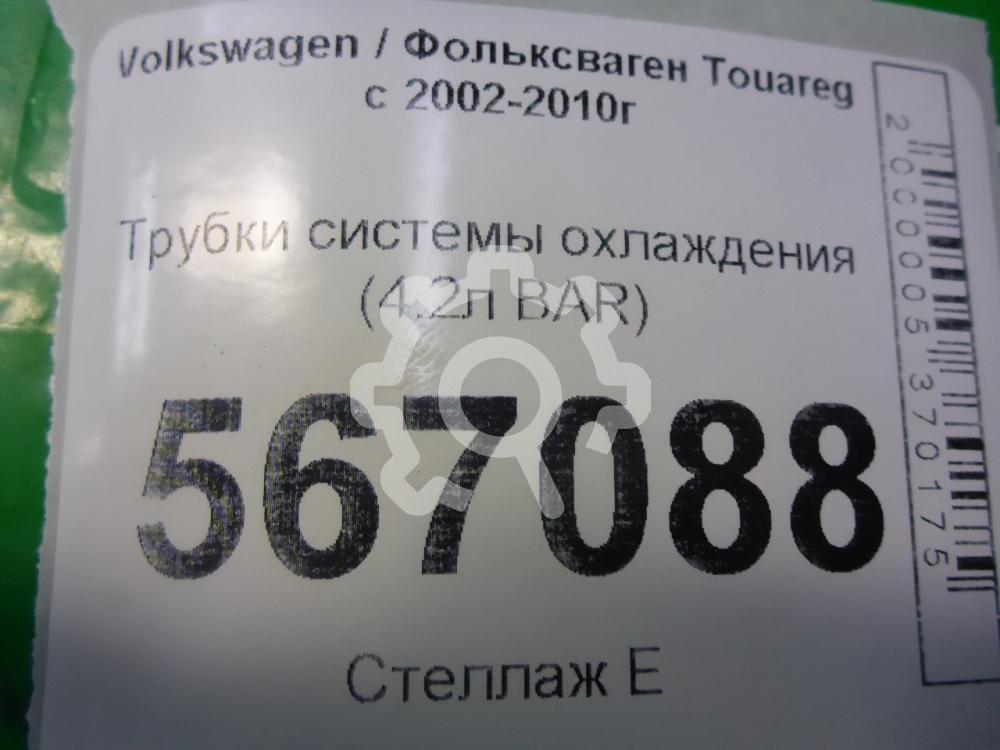 Volkswagen / Фольксваген Touareg
с 2002-2010г
Трубки системы охлаждения
(4.2л BAR)
567088
Стеллаж E
2000005370175